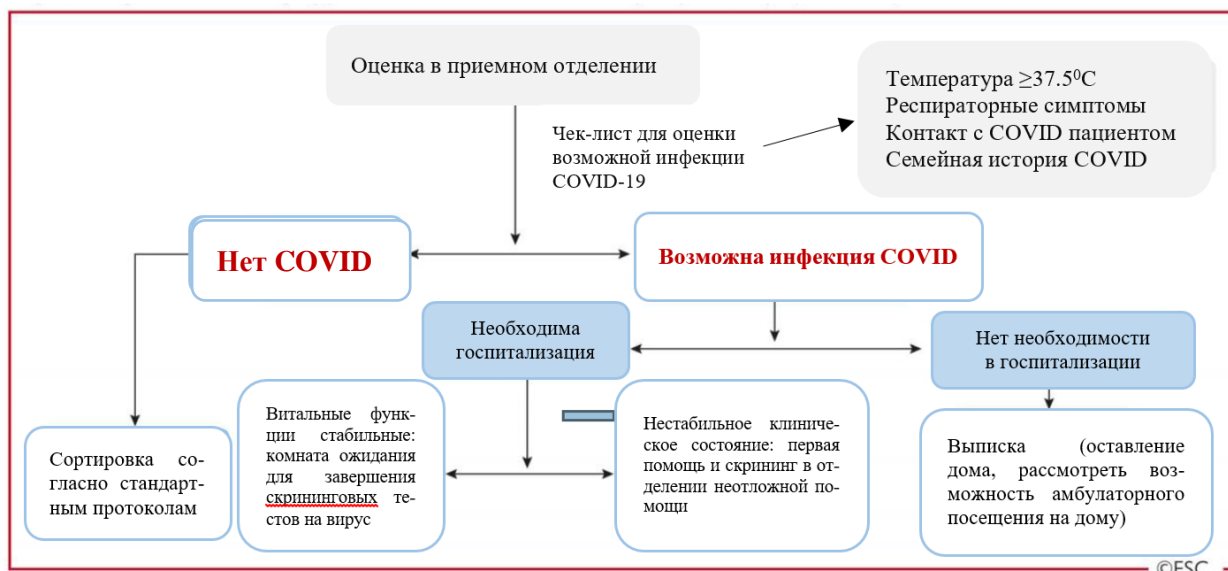 Оценка в приемном отделении
Температура ≥37.5⁰С
Респираторные симптомы
Контакт с COVID пациентом
Семейная история COVID
Чек-лист для оценки
возможной инфекции
COVID-19
Нет COVID
Возможна инфекция COVID
Необходима
госпитализация
Нет необходимости
в госпитализации
Сортировка со-
гласно стандарт-
ным протоколам
Витальные функ-
ции стабильные:
комната ожидания
для завершения
скрининговых те-
стов на вирус
Нестабильное клиниче-
ское состояние: первая
помощь и скрининг в от-
делении неотложной по-
мощи
Выписка (оставление
дома, рассмотреть воз-
можность амбулаторного
посещения на дому)
©ESC